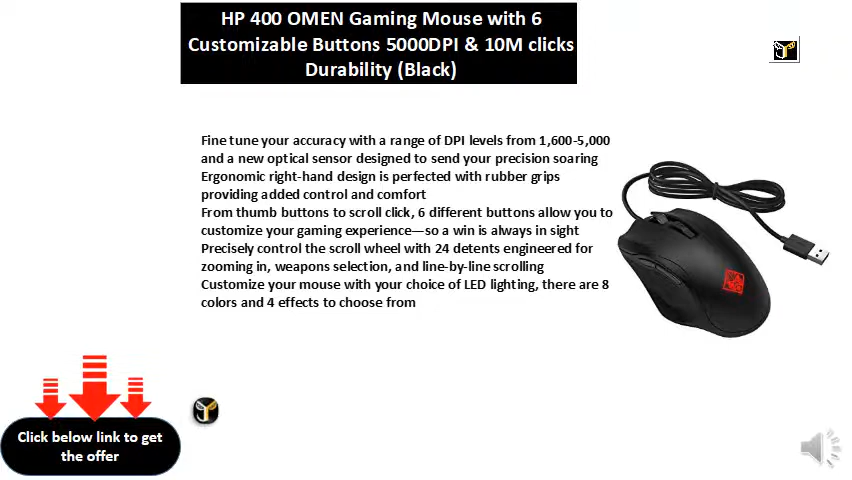 HP 400 OMEN Gaming Mouse with 6
Customizable Buttons 5000DPI & 10M clicks
Durability (Black)
Fine tune your accuracy with a range of DPI levels from 1,600-5,000
and a new optical sensor designed to send your precision soaring
Ergonomic right-hand design is perfected with rubber grips
providing added control and comfort
From thumb buttons to scroll click, 6 different buttons allow you to
customize your gaming experience—so a win is always in sight
Precisely control the scroll wheel with 24 detents engineered for
zooming in, weapons selection, and line-by-line scrolling
Customize your mouse with your choice of LED lighting, there are 8
colors and 4 effects to choose from
Click below link to get
the offer